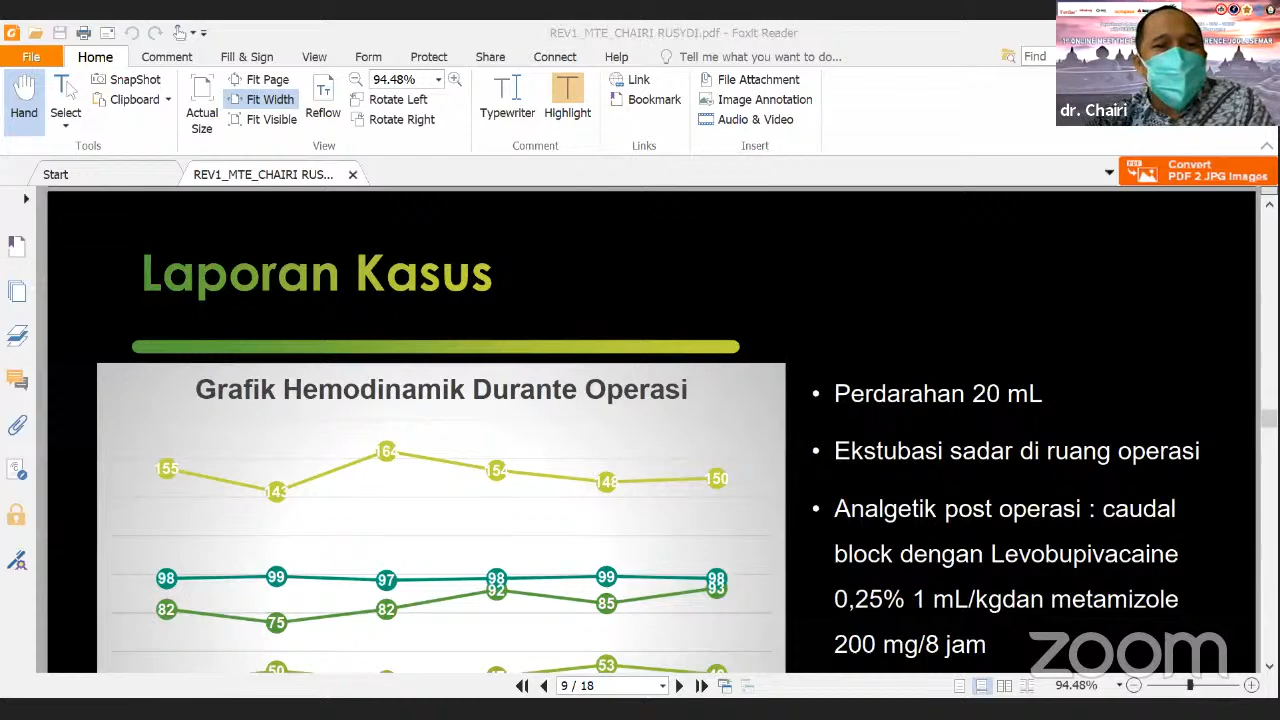 REV1_MTE_CHAIRI RUSYDI.pdf - Foxit Reader
File Home Comment Fill & Sign View Form Protect Share Connect Help Tell me what you want to do... Find
Hand
Select
SnapShot
Clipboard
Tools
Actual Size
Fit Page
Fit Width
Fit Visible
Reflow
94.48%
Rotate Left
Rotate Right
View
Typewriter
Highlight
Comment
Link
Bookmark
Links
File Attachment
Image Annotation
Audio & Video
Insert
dr. Chairi
Start
REV1_MTE_CHAIRI RUS...
Convert
PDF 2 JPG Images
Laporan Kasus
Grafik Hemodinamik Durante Operasi
155 143 164 154 148 150
98 99 97 98 99 98
82 75 82 92 85 93
53
• Perdarahan 20 mL
• Ekstubasi sadar di ruang operasi
• Analgetik post operasi : caudal
block dengan Levobupivacaine
0,25% 1 mL/kgdan metamizole
200 mg/8 jam
zoom
9 / 18
94.48%